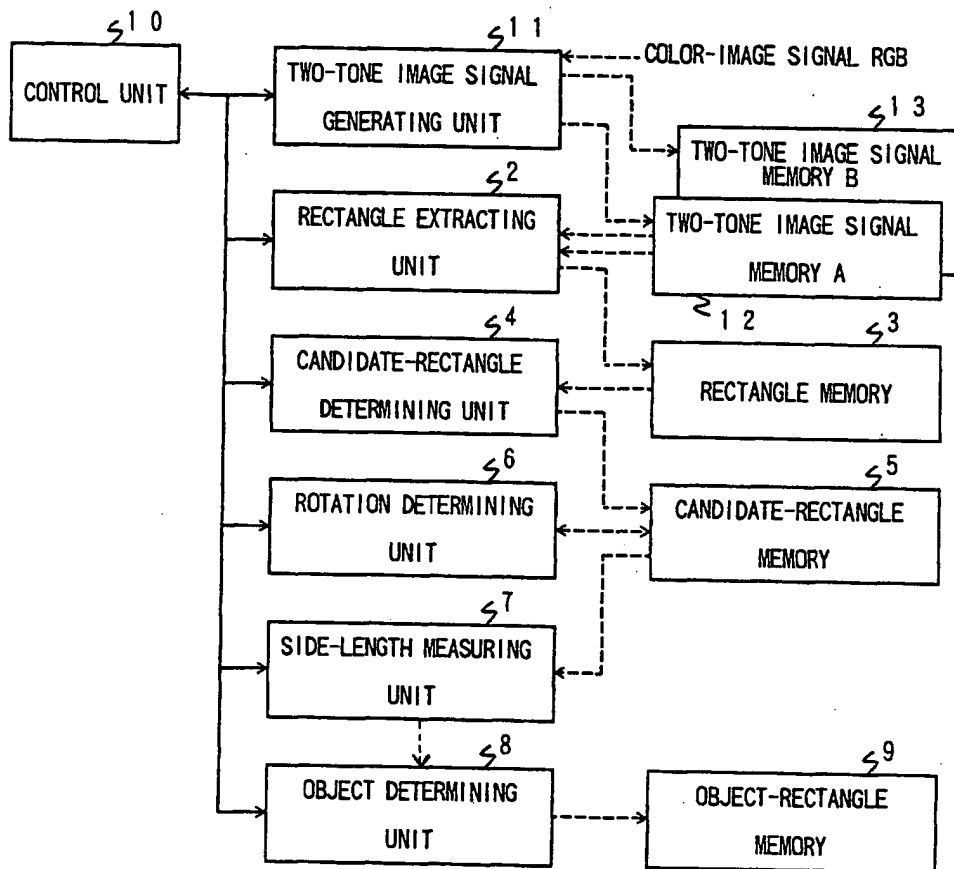 10
CONTROL UNIT
11
TWO-TONE IMAGE SIGNAL
GENERATING UNIT
COLOR-IMAGE SIGNAL RGB
13
TWO-TONE IMAGE SIGNAL
MEMORY B
2
RECTANGLE EXTRACTING
UNIT
TWO-TONE IMAGE SIGNAL
MEMORY A
12
4
CANDIDATE-RECTANGLE
DETERMINING UNIT
3
RECTANGLE MEMORY
6
ROTATION DETERMINING
UNIT
5
CANDIDATE-RECTANGLE
MEMORY
7
SIDE-LENGTH MEASURING
UNIT
8
OBJECT DETERMINING
UNIT
9
OBJECT-RECTANGLE
MEMORY